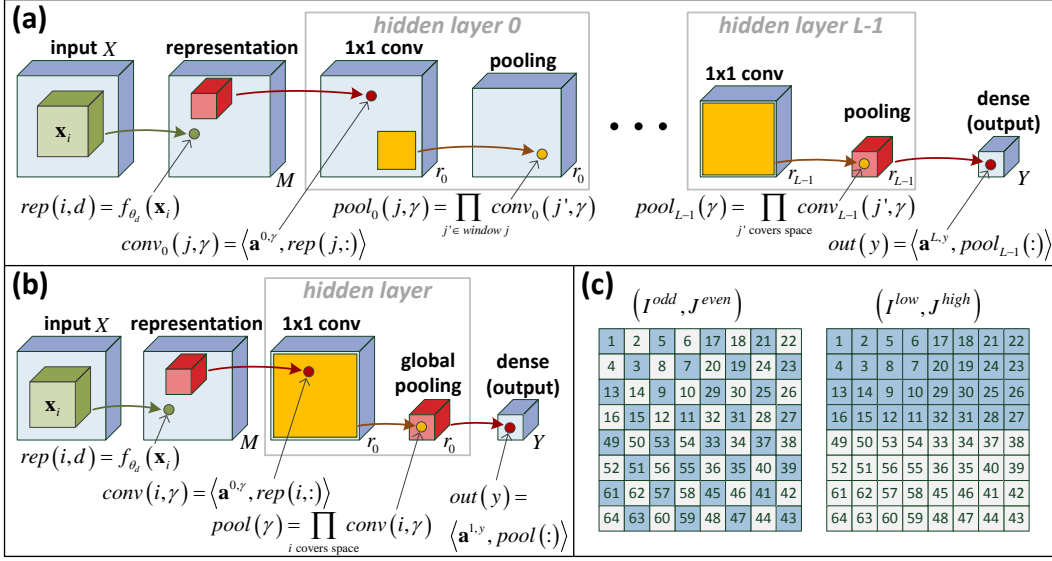 (a)
hidden layer 0
hidden layer L-1
input X
representation
1x1 conv
pooling
1x1 conv
pooling
dense
(output)
x_i
M
r_0
r_0
r_{L-1}
r_{L-1}
Y
rep(i,d) = f_{θ_d}(x_i)
conv_0(j,γ) = ⟨a^{0,γ}, rep(j,:)⟩
pool_0(j,γ) = ∏_{j'∈ window j} conv_0(j',γ)
pool_{L-1}(γ) = ∏_{j' covers space} conv_{L-1}(j',γ)
out(y) = ⟨a^{L,y}, pool_{L-1}(:)⟩
(b)
hidden layer
input X
representation
1x1 conv
global
pooling
dense
(output)
x_i
M
r_0
r_0
Y
rep(i,d) = f_{θ_d}(x_i)
conv(i,γ) = ⟨a^{0,γ}, rep(i,:)⟩
pool(γ) = ∏_{i covers space} conv(i,γ)
out(y) =
⟨a^{1,y}, pool(:)⟩
(c)
(I^{odd}, J^{even})
1 2 5 6 17 18 21 22
4 3 8 7 20 19 24 23
13 14 9 10 29 30 25 26
16 15 12 11 32 31 28 27
49 50 53 54 33 34 37 38
52 51 56 55 36 35 40 39
61 62 57 58 45 46 41 42
64 63 60 59 48 47 44 43
(I^{low}, J^{high})
1 2 5 6 17 18 21 22
4 3 8 7 20 19 24 23
13 14 9 10 29 30 25 26
16 15 12 11 32 31 28 27
49 50 53 54 33 34 37 38
52 51 56 55 36 35 40 39
61 62 57 58 45 46 41 42
64 63 60 59 48 47 44 43